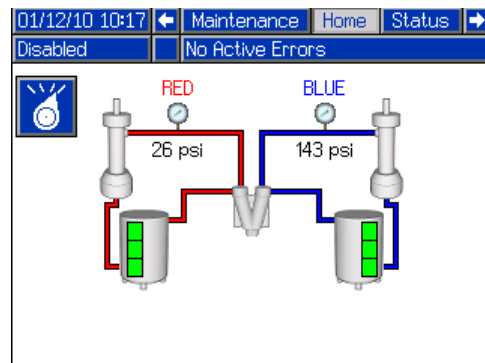 01/12/10 10:17 Maintenance Home Status
Disabled No Active Errors
RED BLUE
26 psi 143 psi